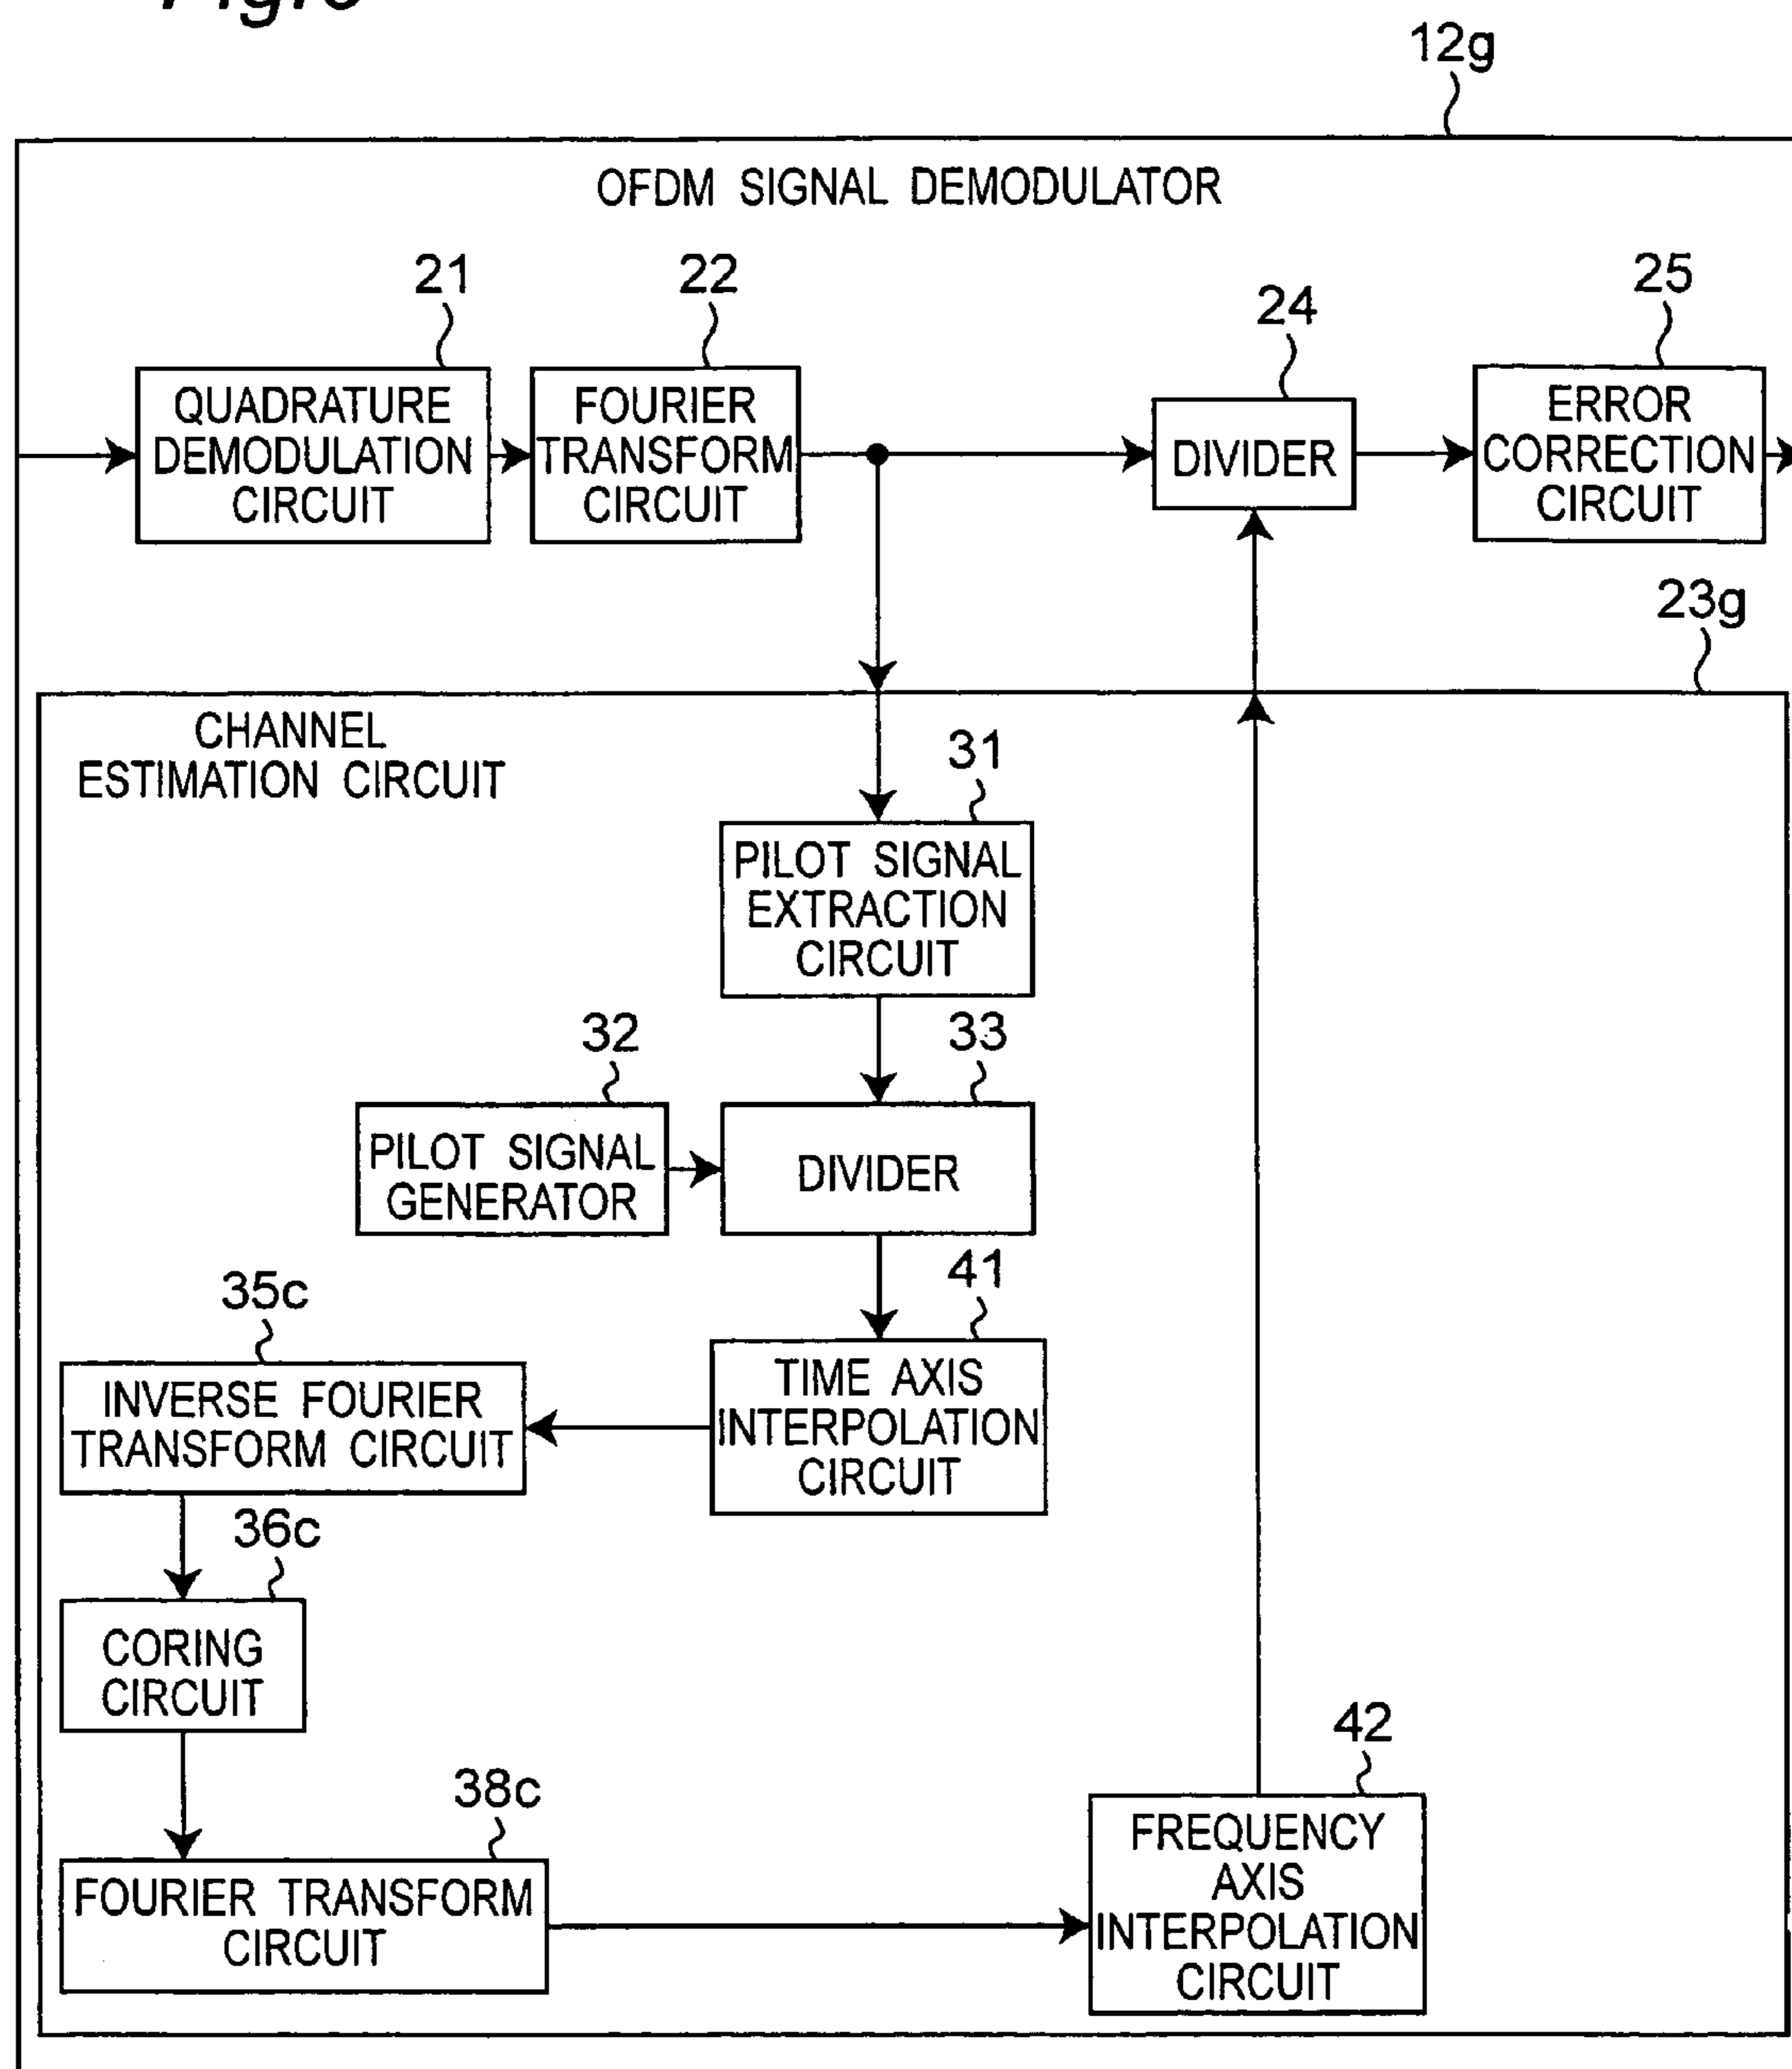 12g
OFDM SIGNAL DEMODULATOR
21
22
24
25
QUADRATURE
DEMODULATION
CIRCUIT
FOURIER
TRANSFORM
CIRCUIT
DIVIDER
ERROR
CORRECTION
CIRCUIT
23g
CHANNEL
ESTIMATION CIRCUIT
31
PILOT SIGNAL
EXTRACTION
CIRCUIT
32
33
PILOT SIGNAL
GENERATOR
DIVIDER
41
35c
TIME AXIS
INTERPOLATION
CIRCUIT
INVERSE FOURIER
TRANSFORM CIRCUIT
36c
CORING
CIRCUIT
42
38c
FREQUENCY
AXIS
INTERPOLATION
CIRCUIT
FOURIER TRANSFORM
CIRCUIT